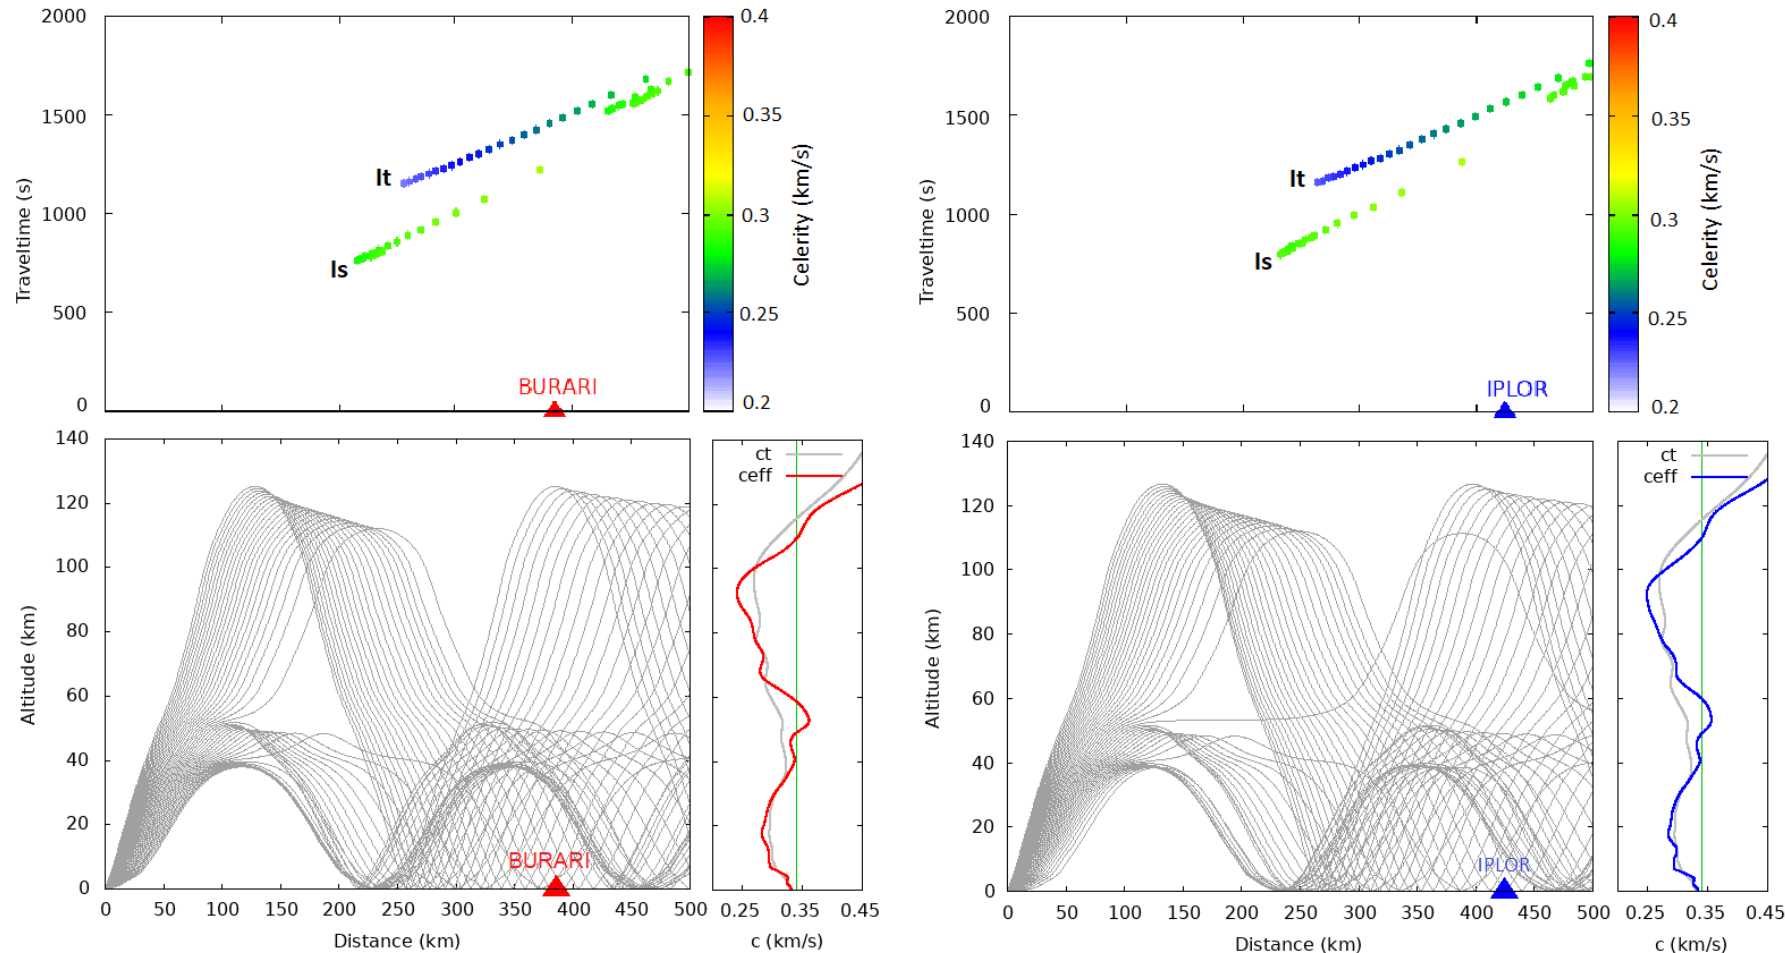 2000
1500
1000
500
0
Traveltime (s)
It
Is
BURARI
0.4
0.35
0.3
0.25
0.2
Celerity (km/s)
2000
1500
1000
500
0
Traveltime (s)
It
Is
IPLOR
0.4
0.35
0.3
0.25
0.2
Celerity (km/s)
140
120
100
80
60
40
20
0
Altitude (km)
BURARI
0 50 100 150 200 250 300 350 400 450 500
Distance (km)
ct
ceff
0.25 0.35 0.45
c (km/s)
140
120
100
80
60
40
20
0
Altitude (km)
IPLOR
0 50 100 150 200 250 300 350 400 450 500
Distance (km)
ct
ceff
0.25 0.35 0.45
c (km/s)